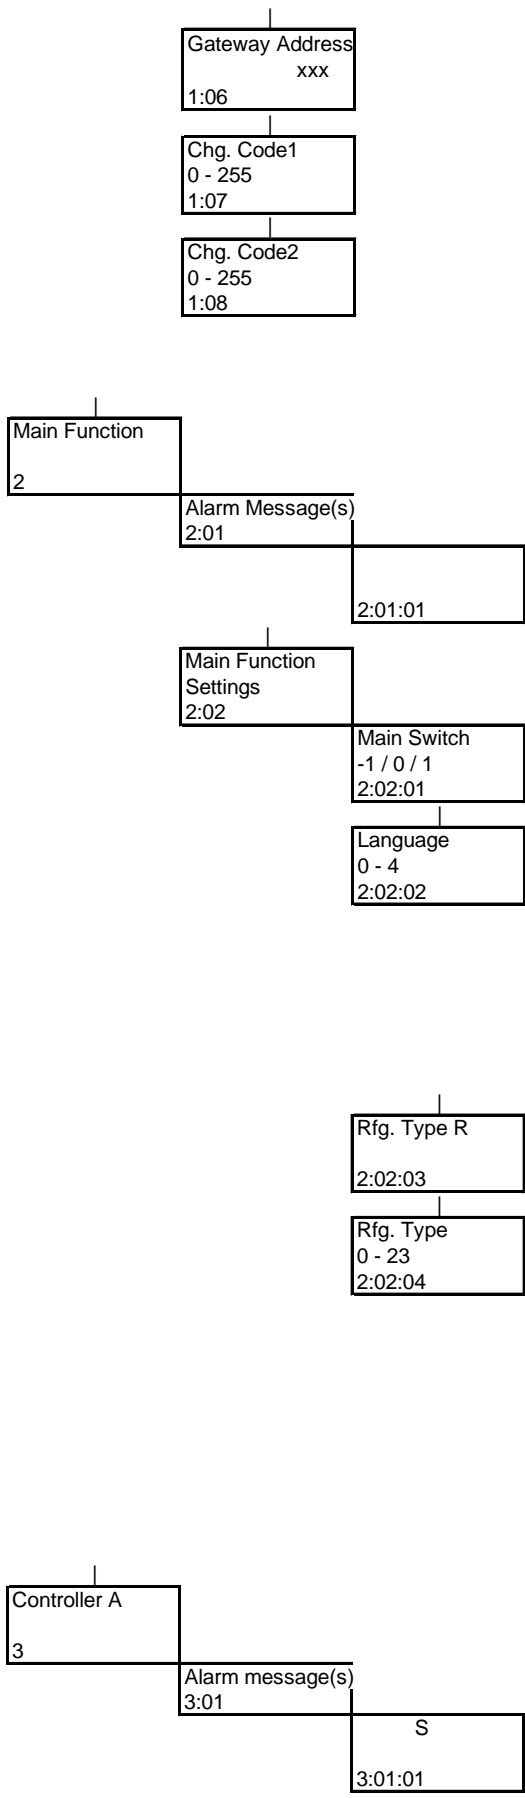 Gateway Address
xxx
1:06
Chg. Code1
0 - 255
1:07
Chg. Code2
0 - 255
1:08
Main Function
2
Alarm Message(s)
2:01
2:01:01
Main Function
Settings
2:02
Main Switch
-1 / 0 / 1
2:02:01
Language
0 - 4
2:02:02
Rfg. Type R
2:02:03
Rfg. Type
0 - 23
2:02:04
Controller A
3
Alarm message(s)
3:01
S
3:01:01